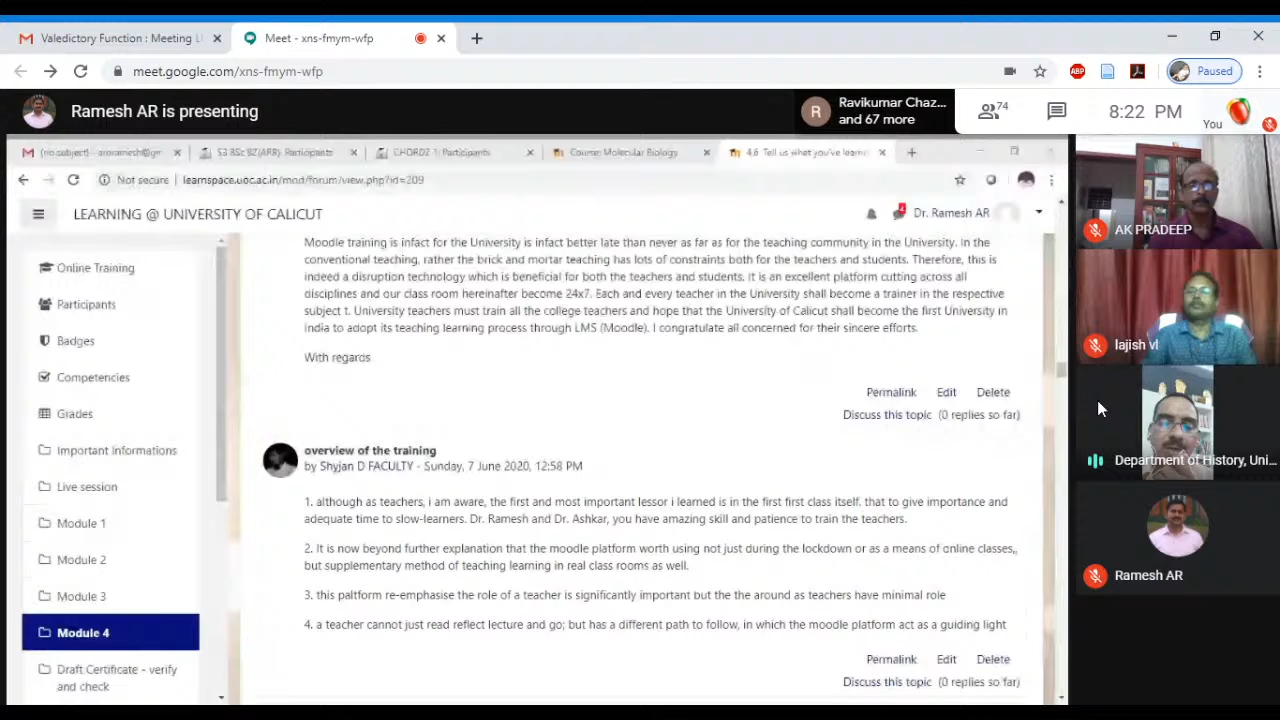 Valedictory Function : Meeting Li
Meet - xns-fmym-wfp
meet.google.com/xns-fmym-wfp
ABP
Paused
Ramesh AR is presenting
R
Ravikumar Chaz...
and 67 more
74
8:22 PM
You
(no subject) -
S3 BSc BZ(ARR): Participants
CHORD2 1: Participants
Course: Molecular Biology
4.6 Tell us what you've learn
Not secure
learnspace.uoc.ac.in/mod/forum/view.php?id=209
LEARNING @ UNIVERSITY OF CALICUT
Dr. Ramesh AR
Online Training
Participants
Badges
Competencies
Grades
Important Informations
Live session
Module 1
Module 2
Module 3
Module 4
Draft Certificate - verify
and check
Moodle training is infact for the University is infact better late than never as far as for the teaching community in the University. In the
conventional teaching, rather the brick and mortar teaching has lots of constraints both for the teachers and students. Therefore, this is
indeed a disruption technology which is beneficial for both the teachers and students. It is an excellent platform cutting across all
disciplines and our class room hereinafter become 24x7. Each and every teacher in the University shall become a trainer in the respective
subject t. University teachers must train all the college teachers and hope that the University of Calicut shall become the first University in
India to adopt its teaching learning process through LMS (Moodle). I congratulate all concerned for their sincere efforts.
With regards
Permalink Edit Delete
Discuss this topic (0 replies so far)
overview of the training
by Shyjan D FACULTY - Sunday, 7 June 2020, 12:58 PM
1. although as teachers, i am aware, the first and most important lessor i learned is in the first first class itself. that to give importance and
adequate time to slow-learners. Dr. Ramesh and Dr. Ashkar, you have amazing skill and patience to train the teachers.
2. It is now beyond further explanation that the moodle platform worth using not just during the lockdown or as a means of online classes,,
but supplementary method of teaching learning in real class rooms as well.
3. this paltform re-emphasise the role of a teacher is significantly important but the the around as teachers have minimal role
4. a teacher cannot just read reflect lecture and go; but has a different path to follow, in which the moodle platform act as a guiding light
Permalink Edit Delete
Discuss this topic (0 replies so far)
AK PRADEEP
lajish vl
Department of History, Uni...
Ramesh AR